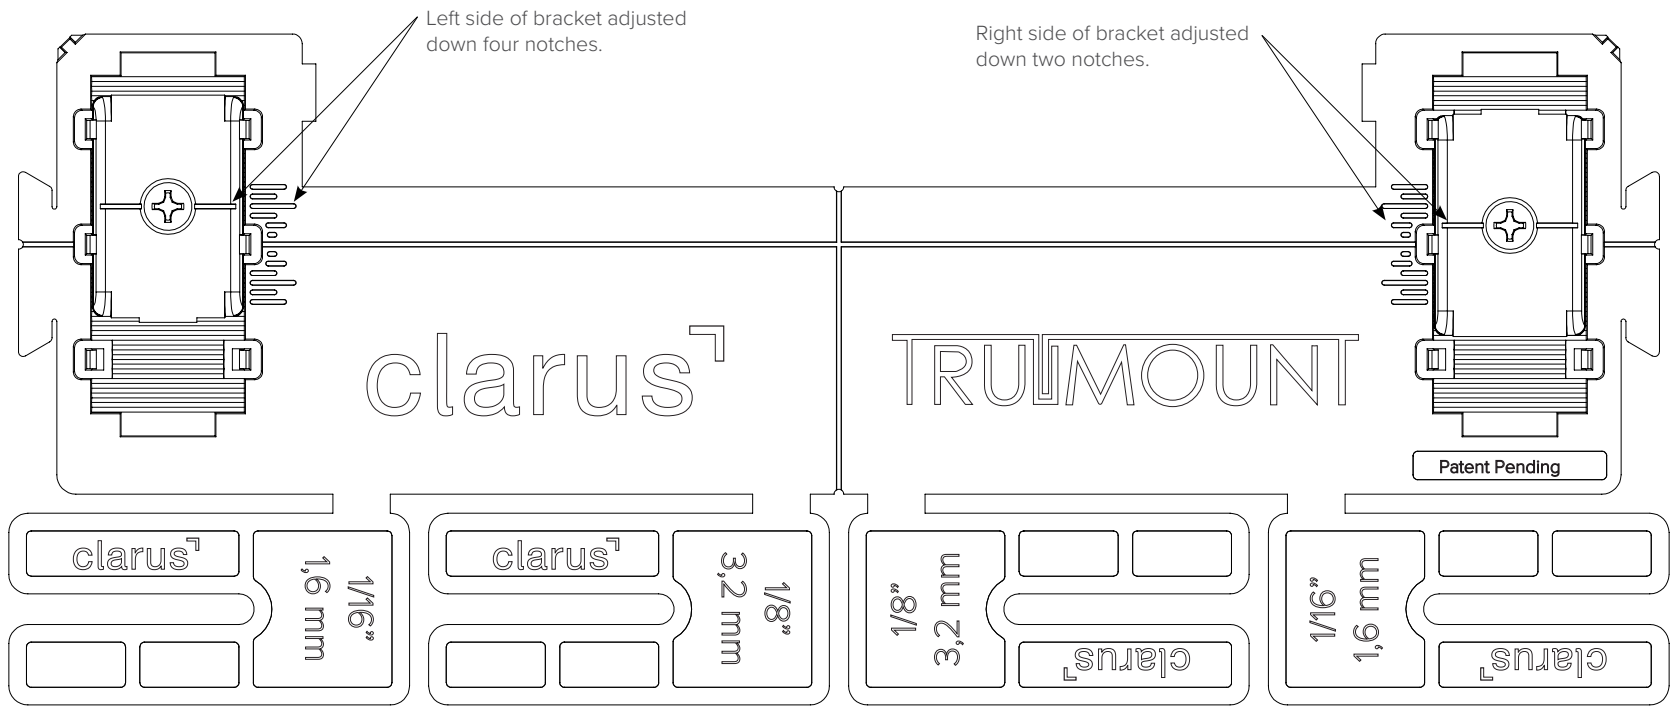 Left side of bracket adjusted
down four notches.
Right side of bracket adjusted
down two notches.
clarus
TRUMOUNT
Patent Pending
clarus
1/16”
1,6 mm
clarus
1/8”
3,2 mm
1/8”
3,2 mm
clarus
1/16”
1,6 mm
clarus